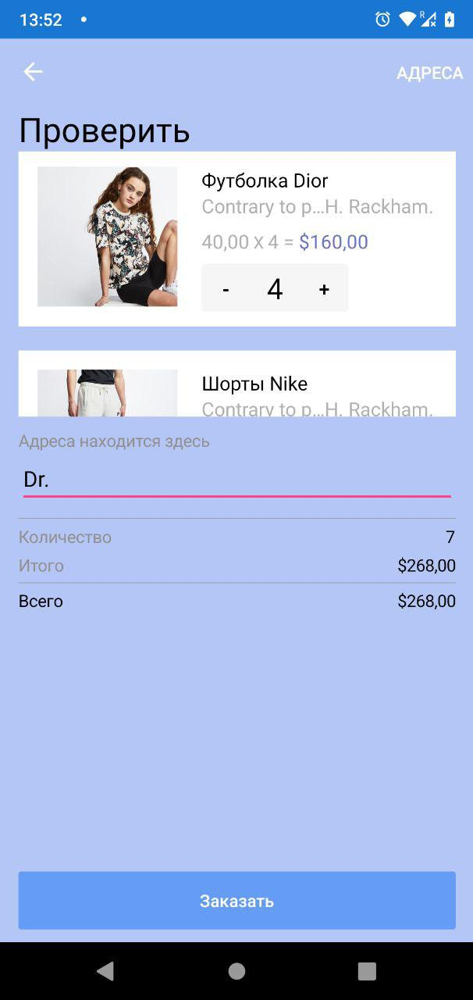 13:52
R
АДРЕСА
Проверить
Футболка Dior
Contrary to p...H. Rackham.
40,00 X 4 = $160,00
- 4 +
Шорты Nike
Contrary to p...H. Rackham.
Адреса находится здесь
Dr.
Количество 7
Итого $268,00
Всего $268,00
Заказать